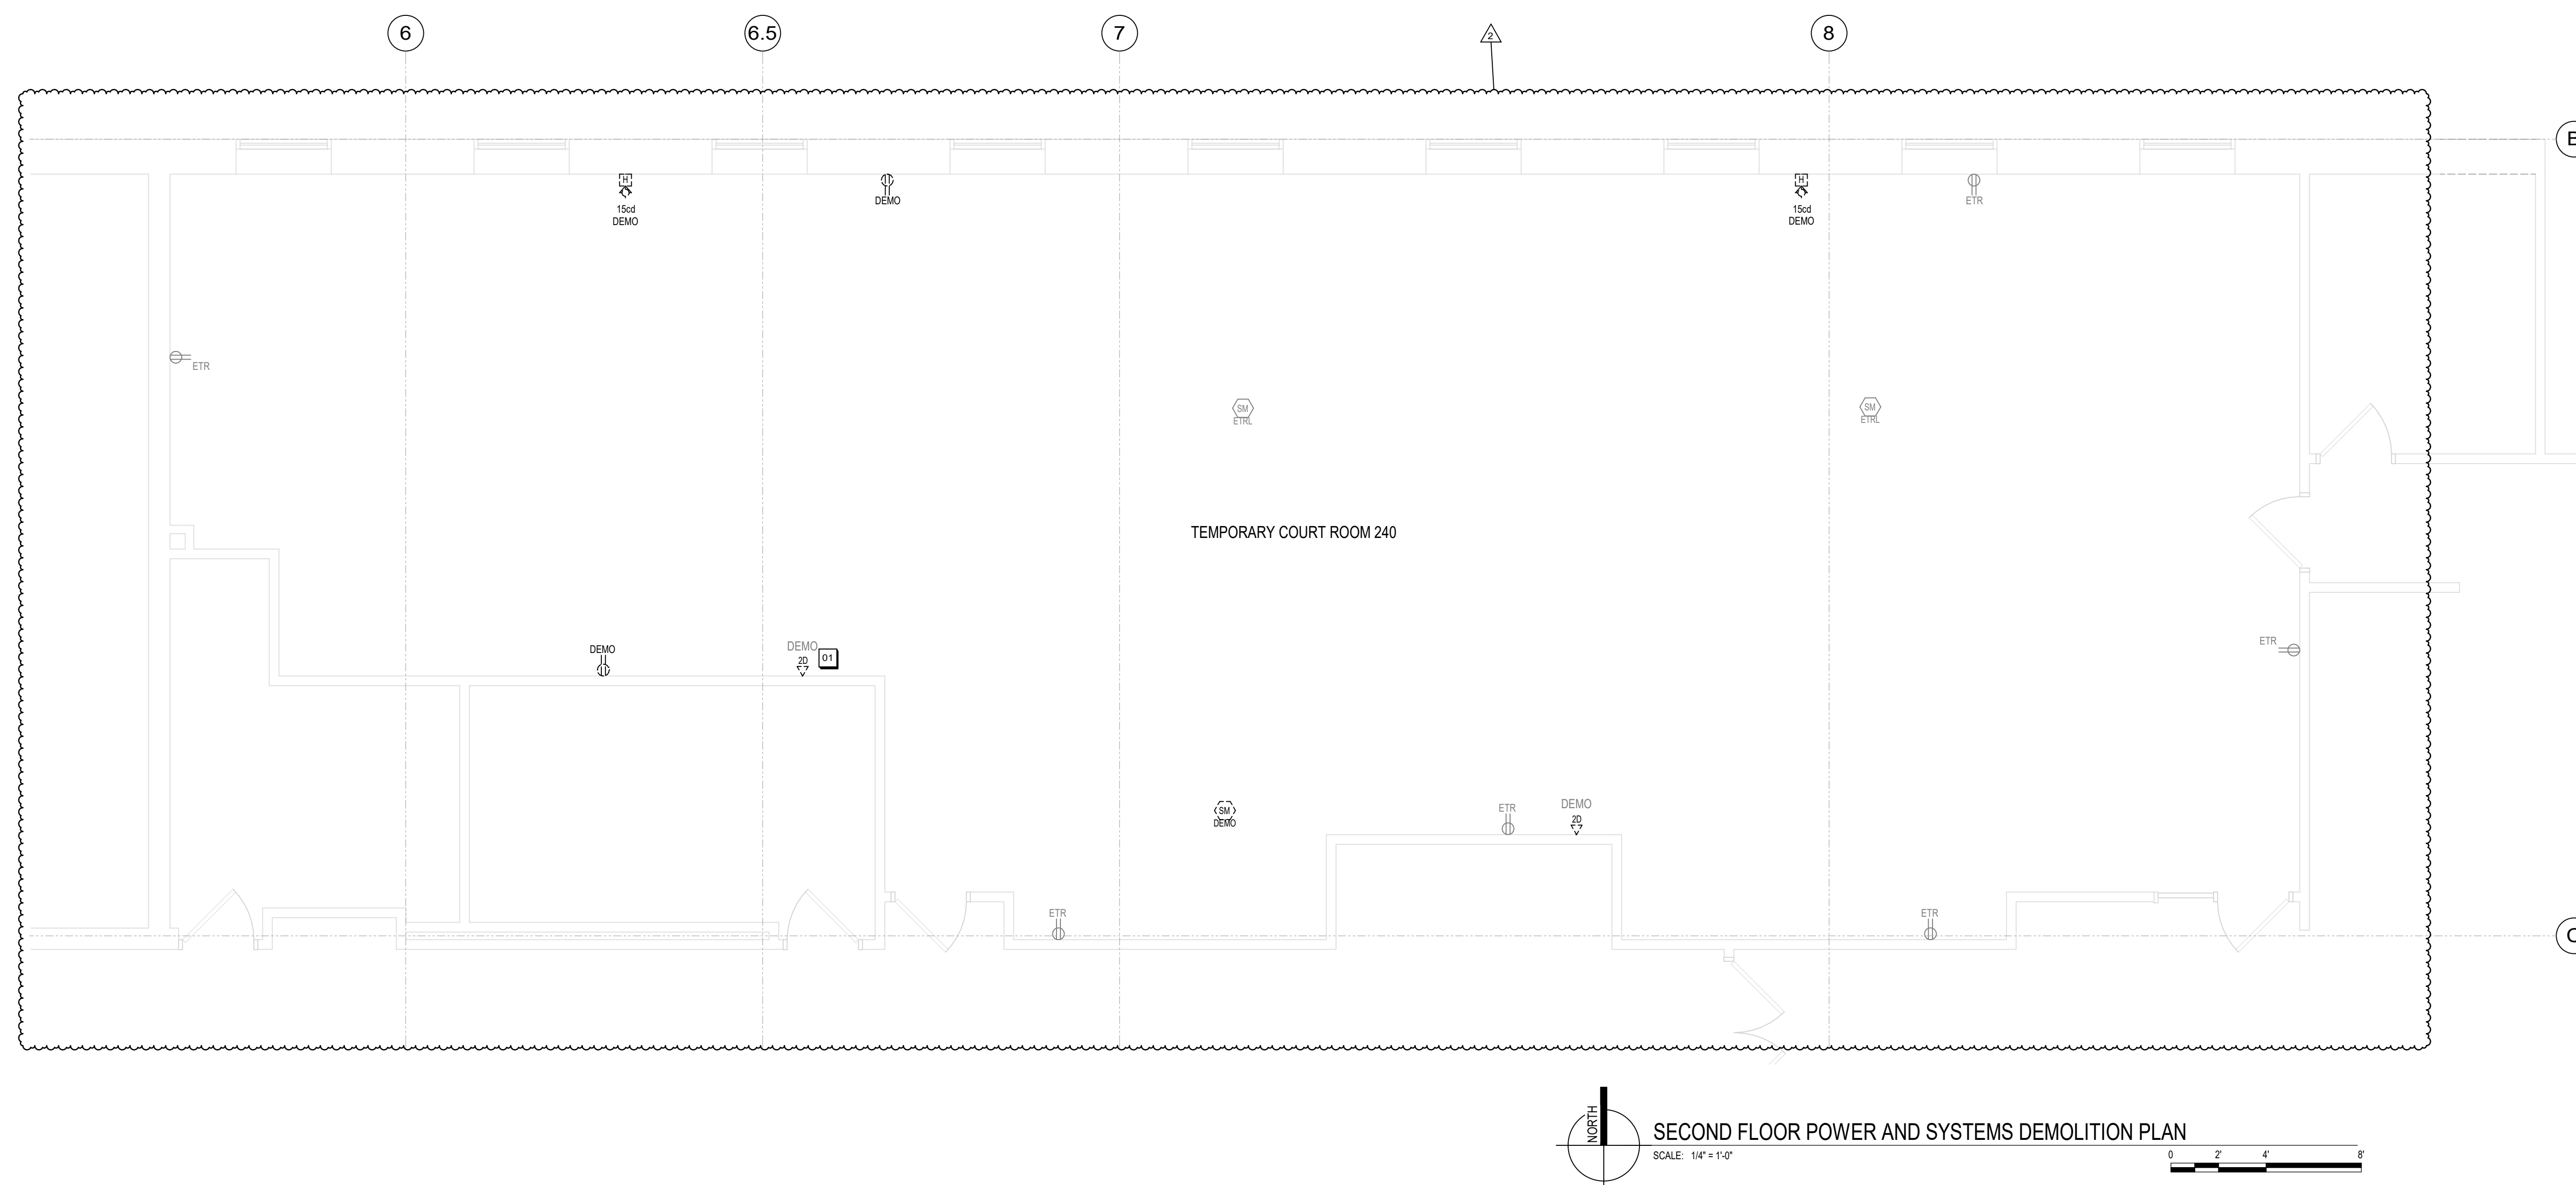 6
6.5
7
2
8
H
15cd
DEMO
DEMO
H
15cd
DEMO
ETR
ETR
SM
ETRL
SM
ETRL
TEMPORARY COURT ROOM 240
DEMO
DEMO
2D
01
ETR
SM
DEMO
ETR
DEMO
2D
ETR
ETR
NORTH
SECOND FLOOR POWER AND SYSTEMS DEMOLITION PLAN
SCALE: 1/4" = 1'-0"
0 2' 4' 8'